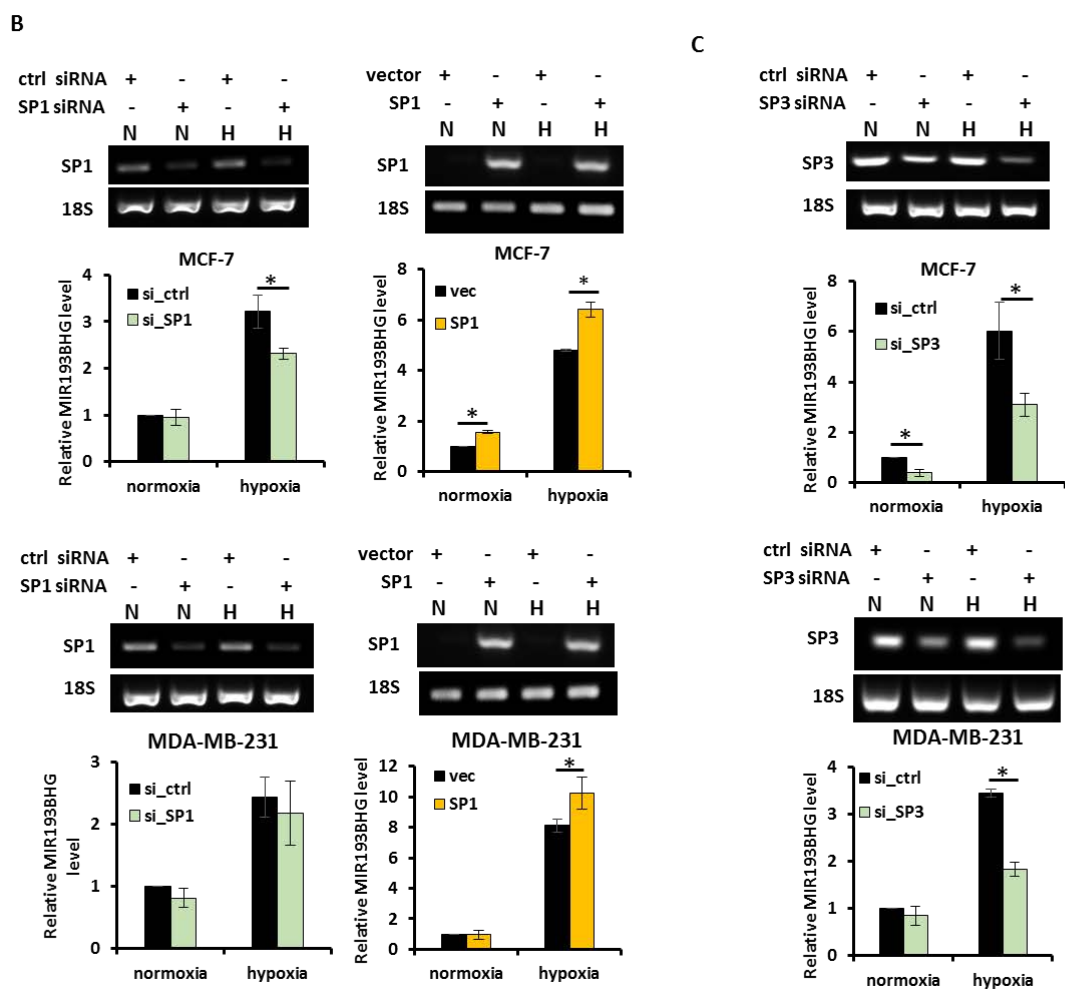 B
ctrl siRNA + - + -
SP1 siRNA - + - +
N N H H
SP1
18S
MCF-7
Relative MIR193BHG level
4
3
2
1
0
si_ctrl
si_SP1
*
normoxia hypoxia
vector + - + -
SP1 - + - +
N N H H
SP1
18S
MCF-7
Relative MIR193BHG level
8
6
4
2
0
vec
SP1
* *
normoxia hypoxia
C
ctrl siRNA + - + -
SP3 siRNA - + - +
N N H H
SP3
18S
MCF-7
Relative MIR193BHG level
8
6
4
2
0
si_ctrl
si_SP3
* *
normoxia hypoxia
ctrl siRNA + - + -
SP1 siRNA - + - +
N N H H
SP1
18S
MDA-MB-231
Relative MIR193BHG
level
3
2
1
0
si_ctrl
si_SP1
normoxia hypoxia
vector + - + -
SP1 - + - +
N N H H
SP1
18S
MDA-MB-231
Relative MIR193BHG level
12
10
8
6
4
2
0
vec
SP1
*
normoxia hypoxia
ctrl siRNA + - + -
SP3 siRNA - + - +
N N H H
SP3
18S
MDA-MB-231
Relative MIR193BHG level
4
3
2
1
0
si_ctrl
si_SP3
*
normoxia hypoxia